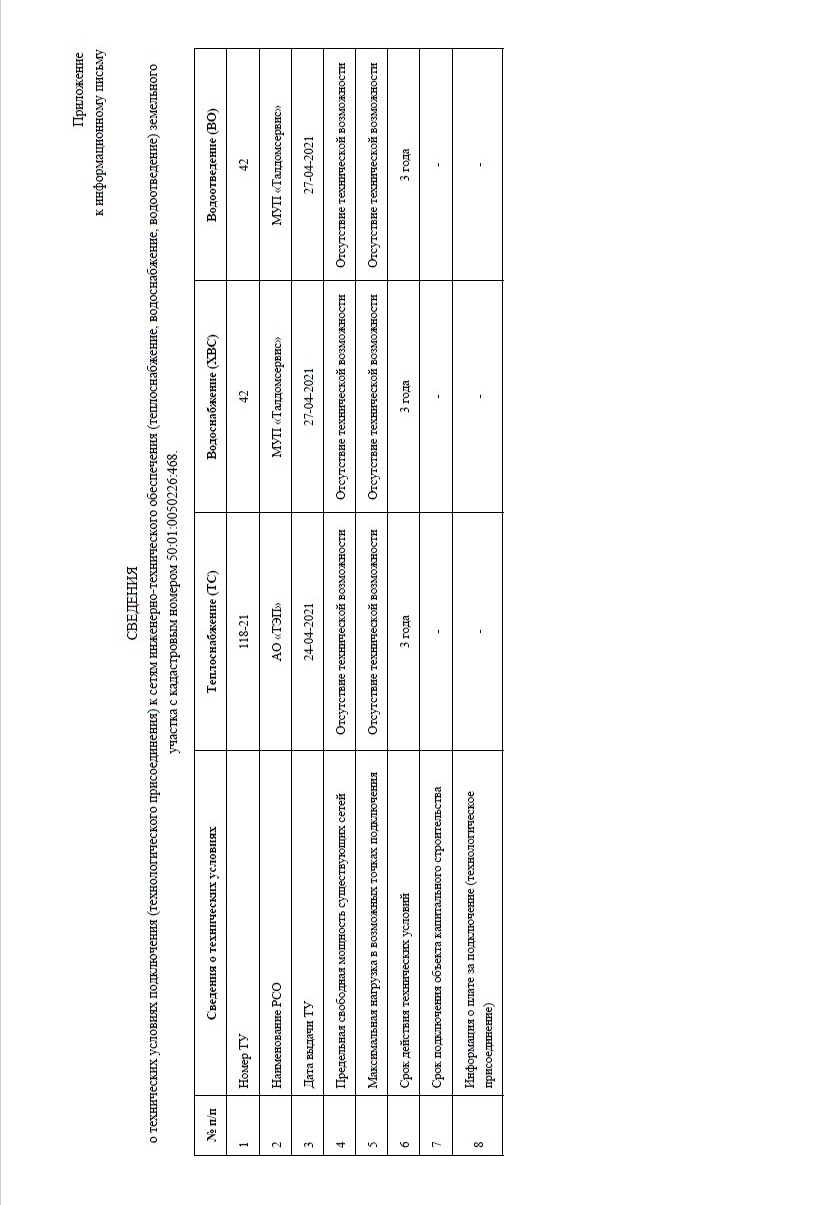 Приложение
к информационному письму
СВЕДЕНИЯ
о технических условиях подключения (технологического присоединения) к сетям инженерно-технического обеспечения (теплоснабжение, водоснабжение, водоотведение) земельного
участка с кадастровым номером 50:01:0050226:468.
№ п/п Сведения о технических условиях Теплоснабжение (ТС) Водоснабжение (ХВС) Водоотведение (ВО)
1 Номер ТУ 118-21 42 42
2 Наименование РСО АО «ТЭП» МУП «Талдомсервис» МУП «Талдомсервис»
3 Дата выдачи ТУ 24-04-2021 27-04-2021 27-04-2021
4 Предельная свободная мощность существующих сетей Отсутствие технической возможности Отсутствие технической возможности Отсутствие технической возможности
5 Максимальная нагрузка в возможных точках подключения Отсутствие технической возможности Отсутствие технической возможности Отсутствие технической возможности
6 Срок действия технических условий 3 года 3 года 3 года
7 Срок подключения объекта капитального строительства - - -
8 Информация о плате за подключение (технологическое - - -
присоединение)